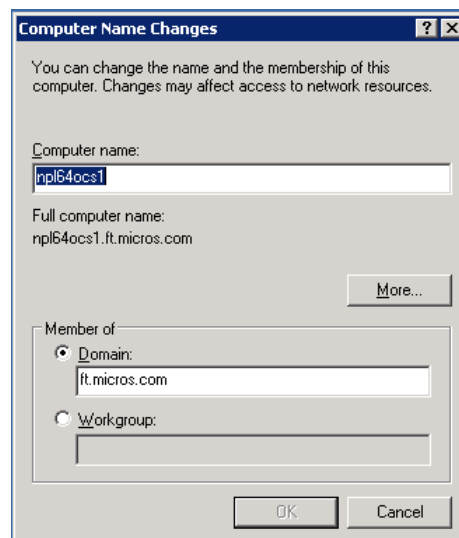 Computer Name Changes
You can change the name and the membership of this
computer. Changes may affect access to network resources.
Computer name:
npl64ocs1
Full computer name:
npl64ocs1.ft.micros.com
More...
Member of
Domain:
ft.micros.com
Workgroup:
OK
Cancel